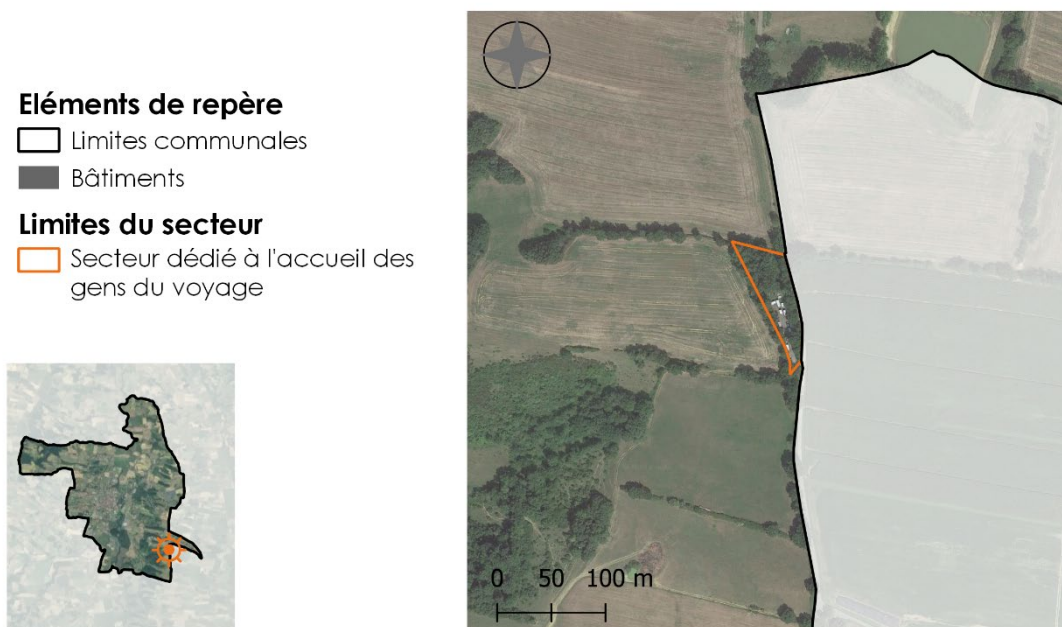 Eléments de repère
Limites communales
Bâtiments
Limites du secteur
Secteur dédié à l'accueil des
gens du voyage
0 50 100 m